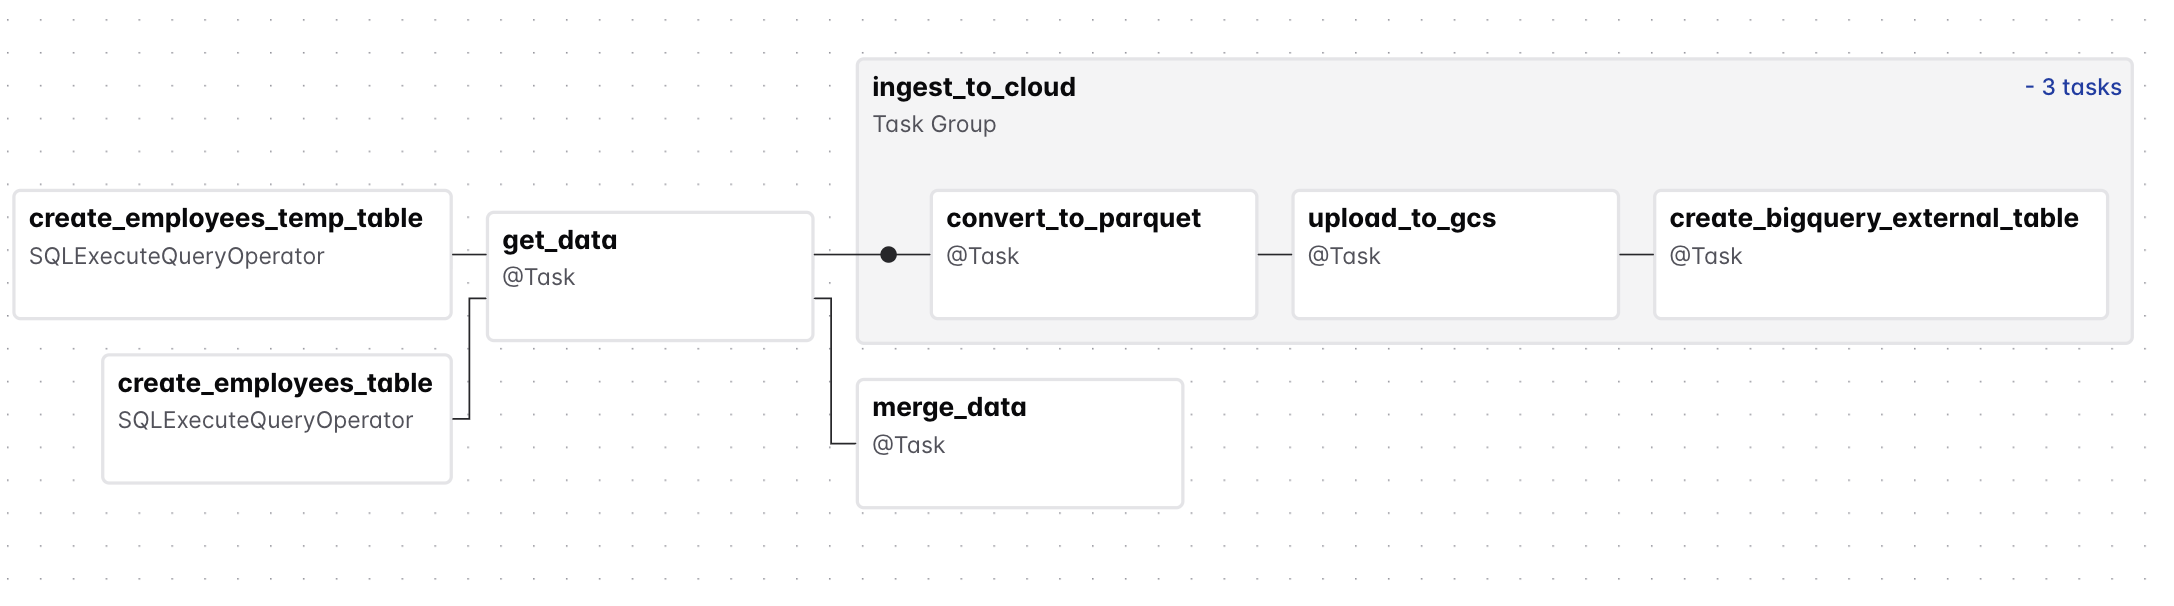 ingest_to_cloud
- 3 tasks
Task Group
create_employees_temp_table
SQLExecuteQueryOperator
get_data
@Task
convert_to_parquet
@Task
upload_to_gcs
@Task
create_bigquery_external_table
@Task
create_employees_table
SQLExecuteQueryOperator
merge_data
@Task